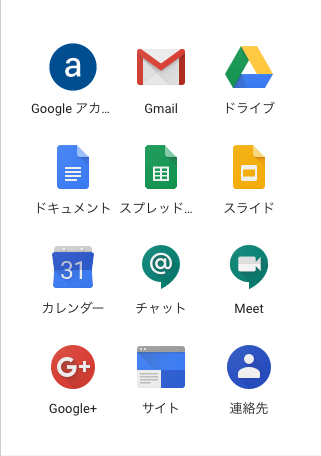 a
Google アカ...
Gmail
ドライブ
ドキュメント
スプレッド...
スライド
31
カレンダー
@
チャット
Meet
G+
Google+
サイト
連絡先